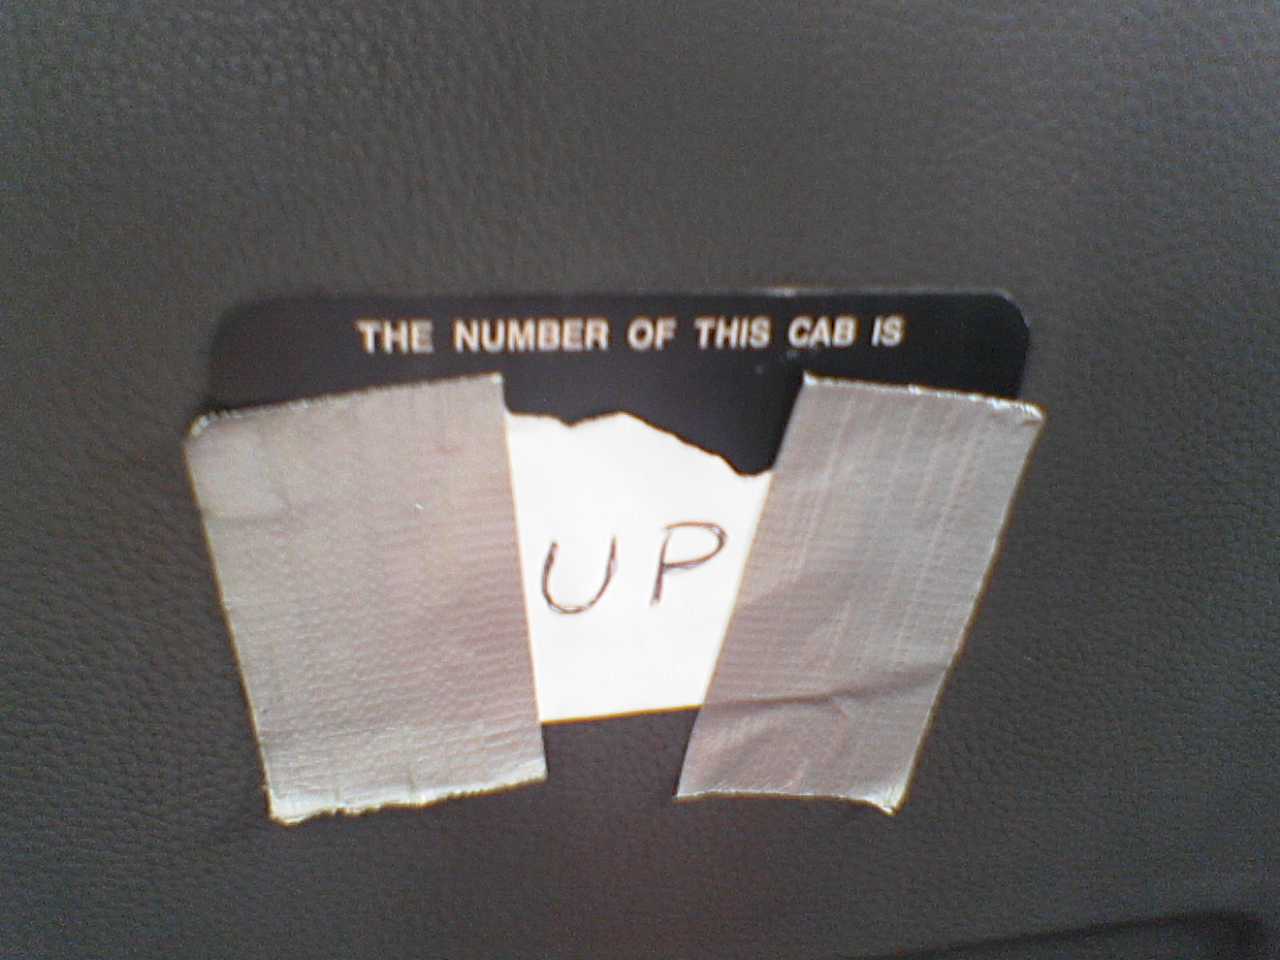 THE NUMBER OF THIS CAB IS
UP